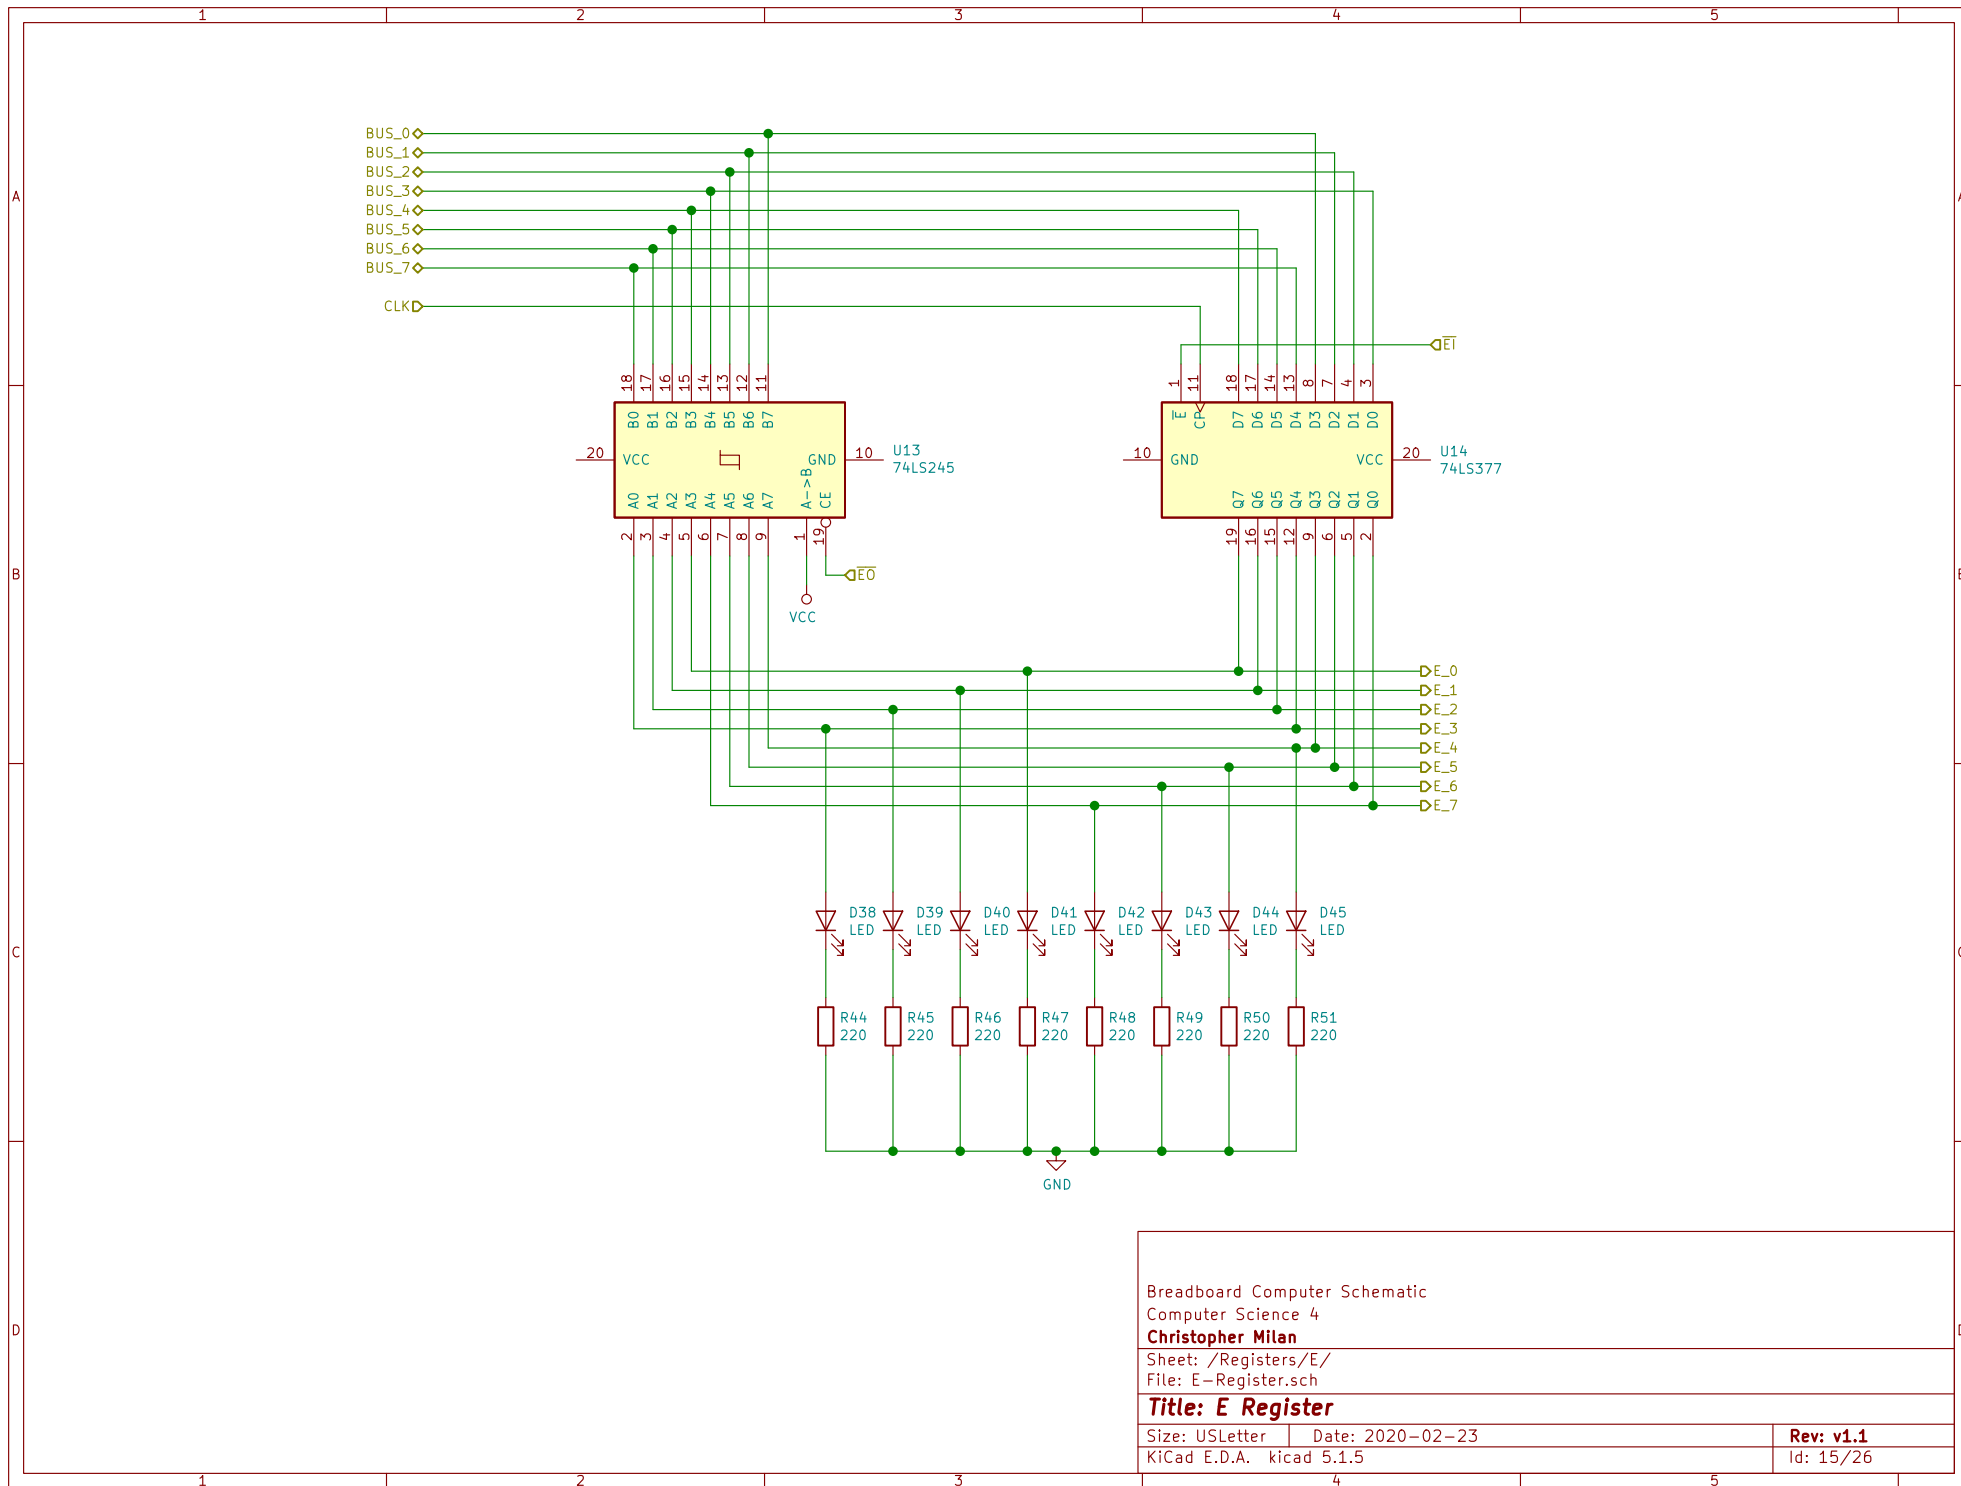 1 2 3 4 5
A
BUS_0
BUS_1
BUS_2
BUS_3
BUS_4
BUS_5
BUS_6
BUS_7
CLK
EI
18 17 16 15 14 13 12 11
B0 B1 B2 B3 B4 B5 B6 B7
20 VCC
GND 10
A0 A1 A2 A3 A4 A5 A6 A7 A->B CE
2 3 4 5 6 7 8 9 1 19
U13
74LS245
EO
VCC
1 11 18 17 14 13 8 7 4 3
E CP D7 D6 D5 D4 D3 D2 D1 D0
10 GND
VCC 20
Q7 Q6 Q5 Q4 Q3 Q2 Q1 Q0
19 16 15 12 9 6 5 2
U14
74LS377
B
E_0
E_1
E_2
E_3
E_4
E_5
E_6
E_7
C
D38 D39 D40 D41 D42 D43 D44 D45
LED LED LED LED LED LED LED LED
R44 R45 R46 R47 R48 R49 R50 R51
220 220 220 220 220 220 220 220
GND
D
Breadboard Computer Schematic
Computer Science 4
Christopher Milan
Sheet: /Registers/E/
File: E-Register.sch
Title: E Register
Size: USLetter Date: 2020-02-23 Rev: v1.1
KiCad E.D.A. kicad 5.1.5 Id: 15/26
1 2 3 4 5